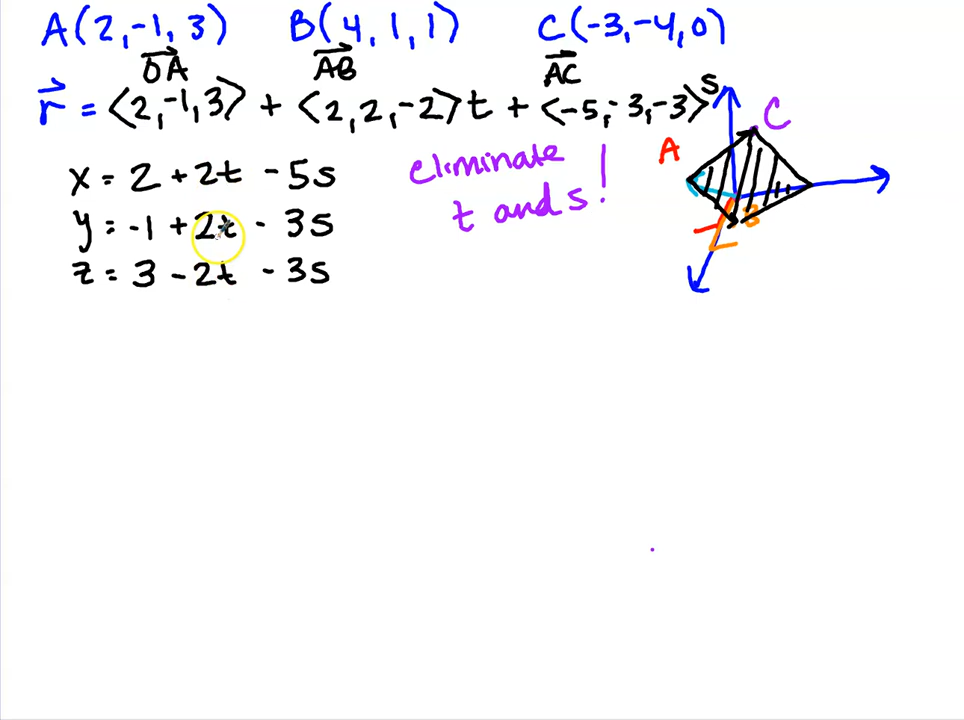 A(2,-1,3) B(4,1,1) C(-3,-4,0)
OA AB AC
r = <2,-1,3> + <2,2,-2>t + <-5,-3,-3>s
x = 2 + 2t - 5s
y = -1 + 2t - 3s
z = 3 - 2t - 3s
eliminate
t and s!
A
C
B